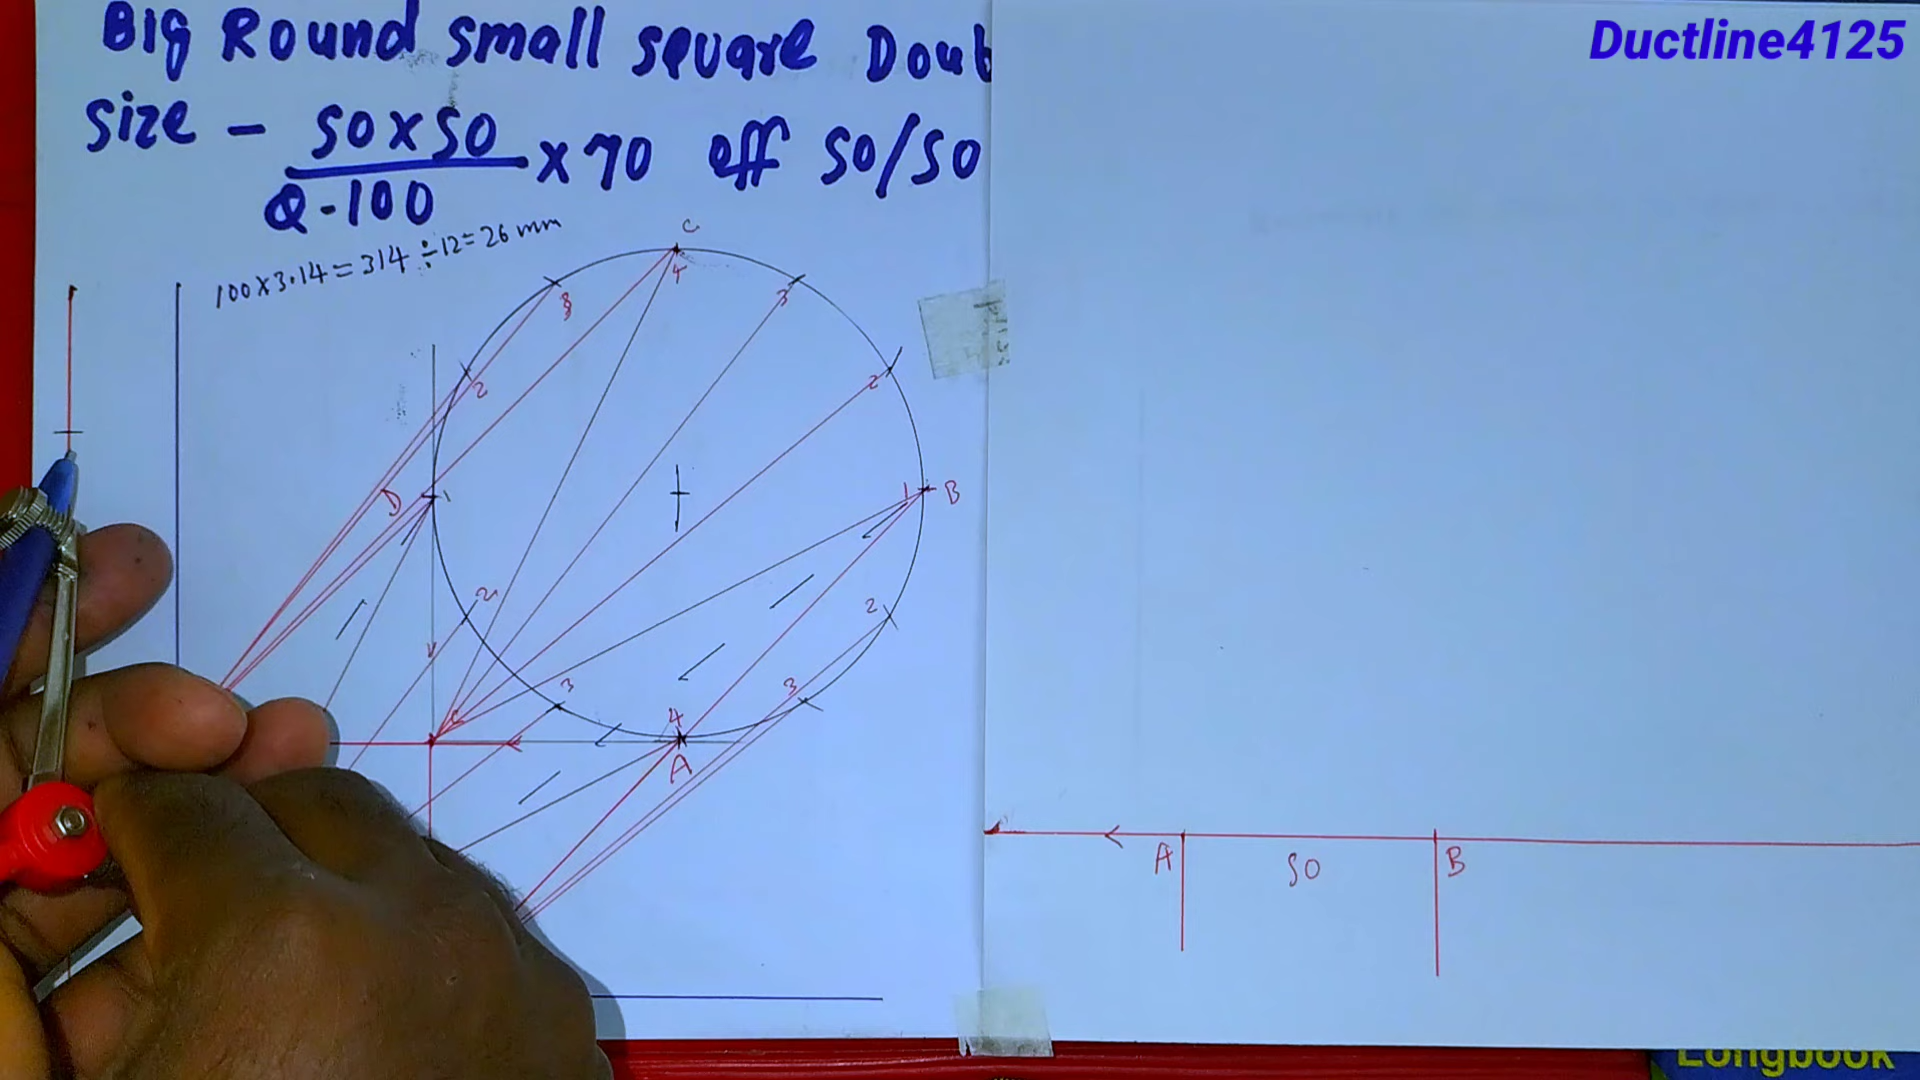 Big Round small square Doub
size - 50x50 x 70 off 50/50
Q-100
100x3.14=314÷12=26 mm
Ductline4125
C
4
3
3
2
2
D
1
1
B
2
2
3
3
C
4
A
A
50
B
Longbook